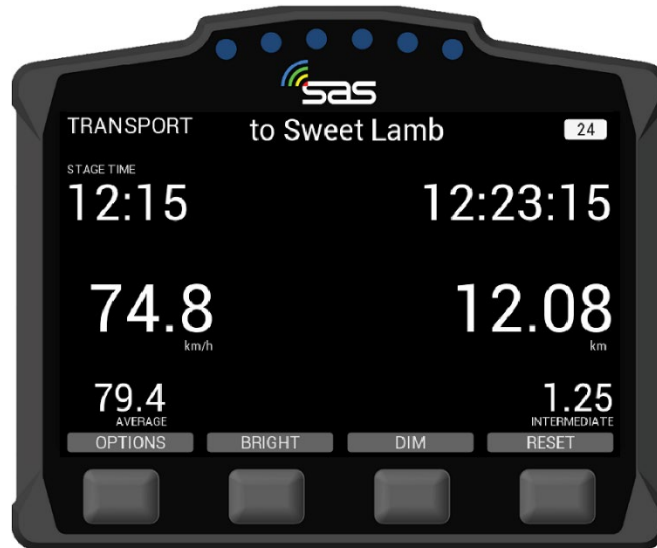 sas
TRANSPORT to Sweet Lamb 24
STAGE TIME
12:15 12:23:15
74.8 12.08
km/h km
79.4 1.25
AVERAGE INTERMEDIATE
OPTIONS BRIGHT DIM RESET